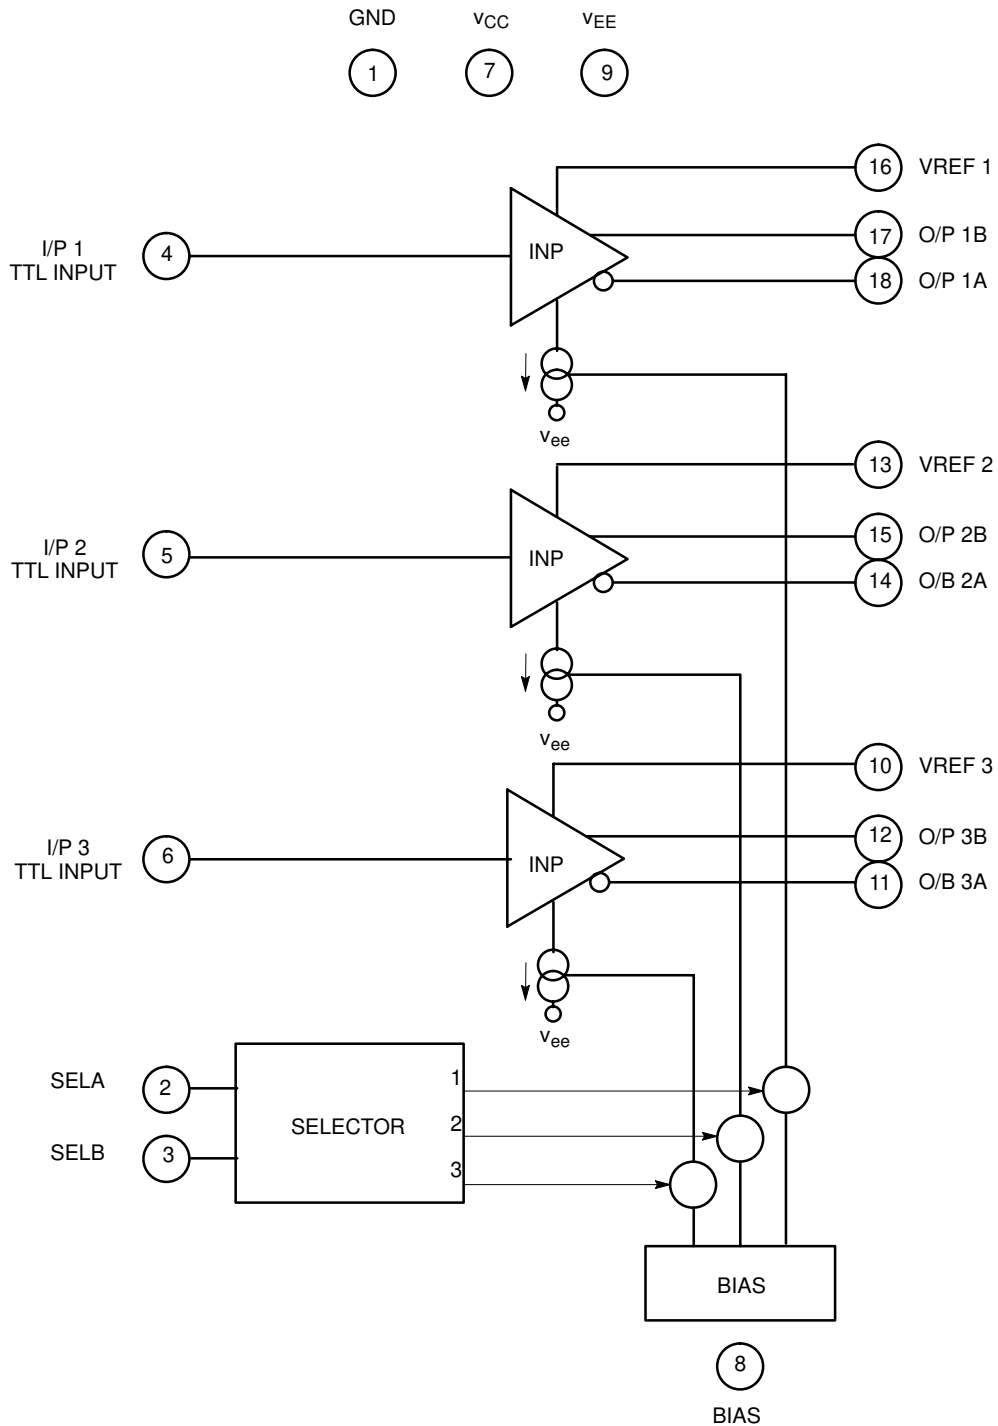 GND vCC vEE
1 7 9
16 VREF 1
I/P 1
TTL INPUT
4
INP
17 O/P 1B
18 O/P 1A
vee
13 VREF 2
I/P 2
TTL INPUT
5
INP
15 O/P 2B
14 O/B 2A
vee
10 VREF 3
I/P 3
TTL INPUT
6
INP
12 O/P 3B
11 O/B 3A
vee
SELA 2
SELB 3
SELECTOR
1
2
3
BIAS
8
BIAS